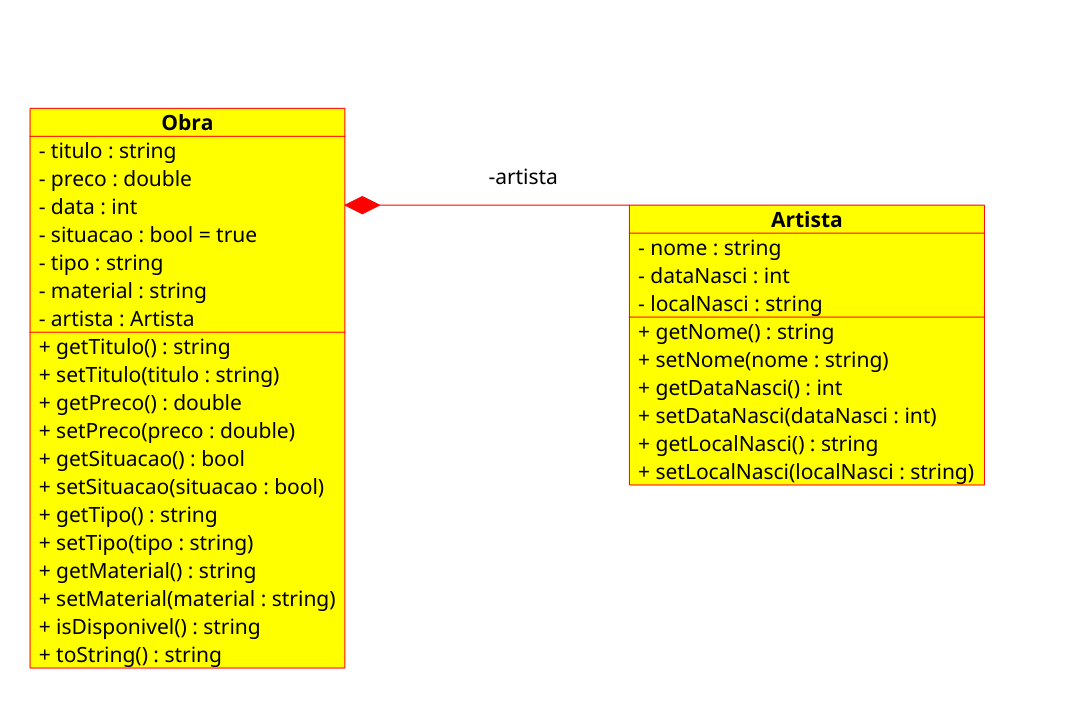 Obra
- titulo : string
- preco : double
- data : int
- situacao : bool = true
- tipo : string
- material : string
- artista : Artista
+ getTitulo() : string
+ setTitulo(titulo : string)
+ getPreco() : double
+ setPreco(preco : double)
+ getSituacao() : bool
+ setSituacao(situacao : bool)
+ getTipo() : string
+ setTipo(tipo : string)
+ getMaterial() : string
+ setMaterial(material : string)
+ isDisponivel() : string
+ toString() : string
-artista
Artista
- nome : string
- dataNasci : int
- localNasci : string
+ getNome() : string
+ setNome(nome : string)
+ getDataNasci() : int
+ setDataNasci(dataNasci : int)
+ getLocalNasci() : string
+ setLocalNasci(localNasci : string)